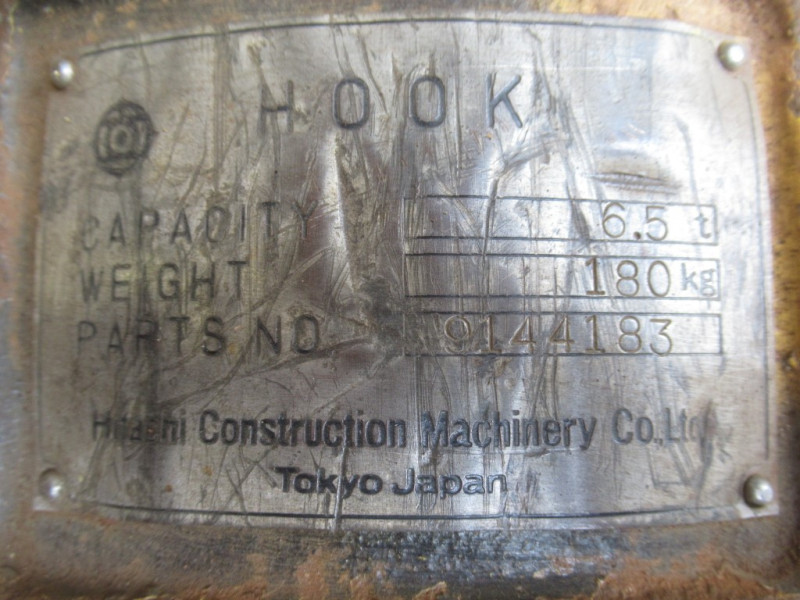 HOOK
CAPACITY 6.5 t
WEIGHT 180 kg
PARTS NO 9144183
Hitachi Construction Machinery Co., Ltd.
Tokyo Japan